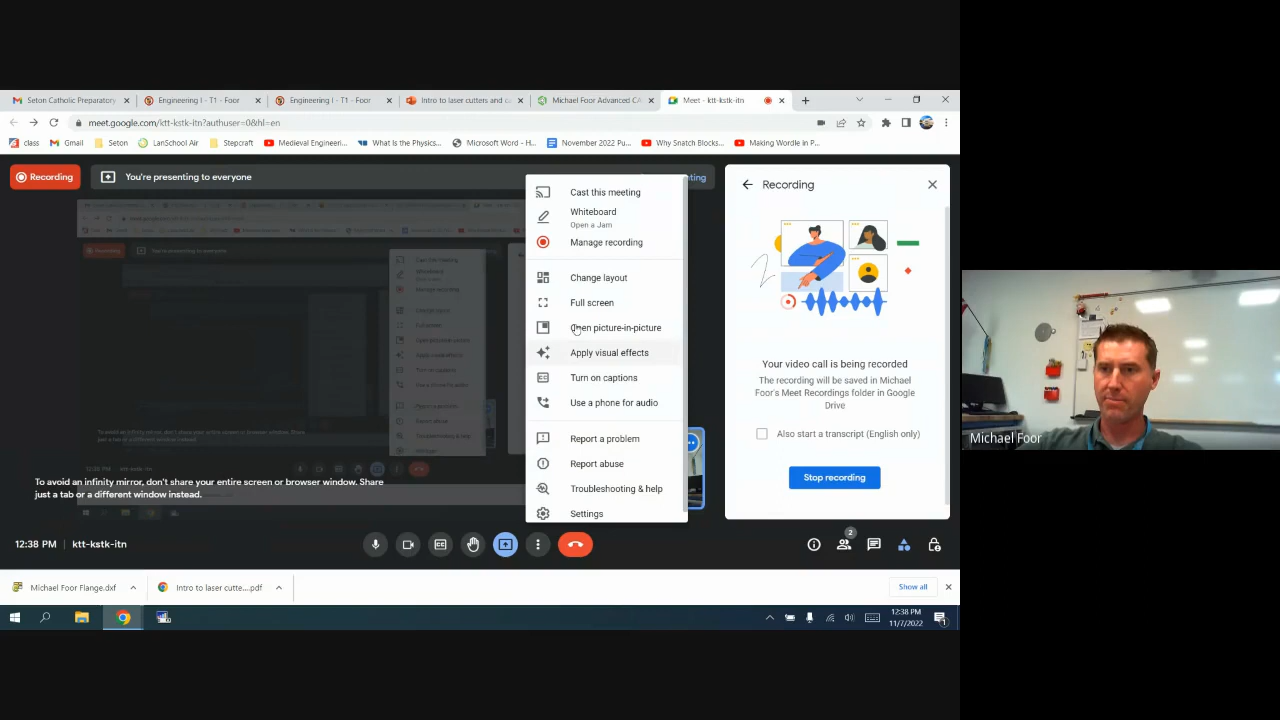 Seton Catholic Preparatory
Engineering I - T1 - Foor
Engineering I - T1 - Foor
Intro to laser cutters and ca
Michael Foor Advanced CA
Meet - ktt-kstk-itn
meet.google.com/ktt-kstk-itn?authuser=0&hl=en
class
Gmail
Seton
LanSchool Air
Stepcraft
Medieval Engineeri...
What Is the Physics...
Microsoft Word - H...
November 2022 Pu...
Why Snatch Blocks...
Making Wordle in P...
Recording
You're presenting to everyone
Cast this meeting
Whiteboard
Open a Jam
Manage recording
Change layout
Full screen
Open picture-in-picture
Apply visual effects
Turn on captions
Use a phone for audio
Report a problem
Report abuse
Troubleshooting & help
Settings
Recording
Your video call is being recorded
The recording will be saved in Michael
Foor's Meet Recordings folder in Google
Drive
Also start a transcript (English only)
Stop recording
To avoid an infinity mirror, don't share your entire screen or browser window. Share
just a tab or a different window instead.
12:38 PM | ktt-kstk-itn
2
Michael Foor Flange.dxf
Intro to laser cutte....pdf
Show all
12:38 PM
11/7/2022
1
Michael Foor